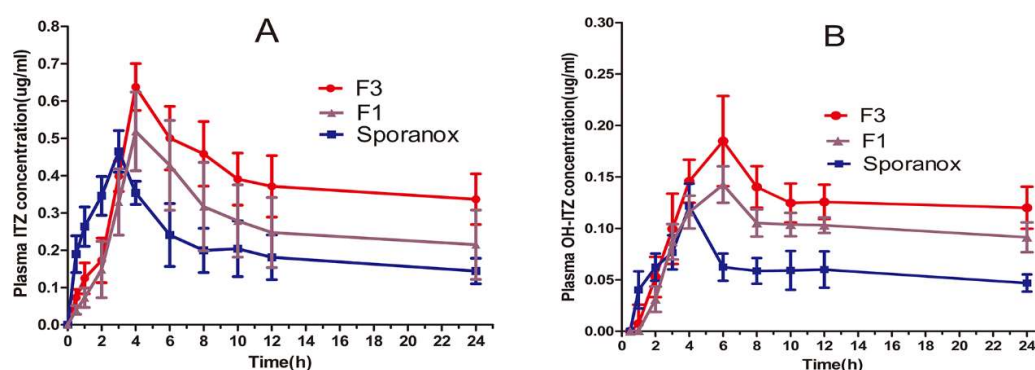 A
Plasma ITZ concentration(ug/ml)
0.8
0.7
0.6
0.5
0.4
0.3
0.2
0.1
0.0
F3
F1
Sporanox
0 2 4 6 8 10 12 14 16 18 20 22 24
Time(h)
B
Plasma OH-ITZ concentration(ug/ml)
0.30
0.25
0.20
0.15
0.10
0.05
0.00
F3
F1
Sporanox
0 2 4 6 8 10 12 14 16 18 20 22 24
Time(h)